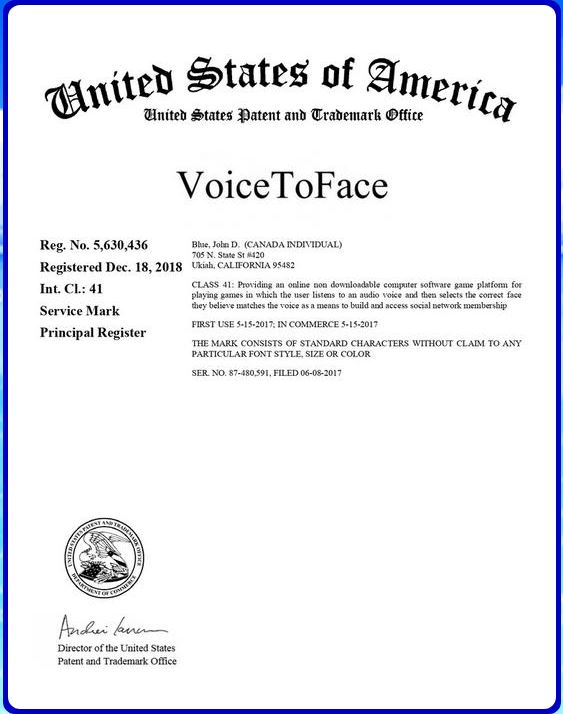 United States of America
United States Patent and Trademark Office
VoiceToFace
Reg. No. 5,630,436
Registered Dec. 18, 2018
Int. Cl.: 41
Service Mark
Principal Register
Blue, John D. (CANADA INDIVIDUAL)
705 N. State St #420
Ukiah, CALIFORNIA 95482
CLASS 41: Providing an online non downloadable computer software game platform for
playing games in which the user listens to an audio voice and then selects the correct face
they believe matches the voice as a means to build and access social network membership
FIRST USE 5-15-2017; IN COMMERCE 5-15-2017
THE MARK CONSISTS OF STANDARD CHARACTERS WITHOUT CLAIM TO ANY
PARTICULAR FONT STYLE, SIZE OR COLOR
SER. NO. 87-480,591, FILED 06-08-2017
UNITED STATES PATENT AND TRADEMARK OFFICE
DEPARTMENT OF COMMERCE
Andrei Iancu
Director of the United States
Patent and Trademark Office